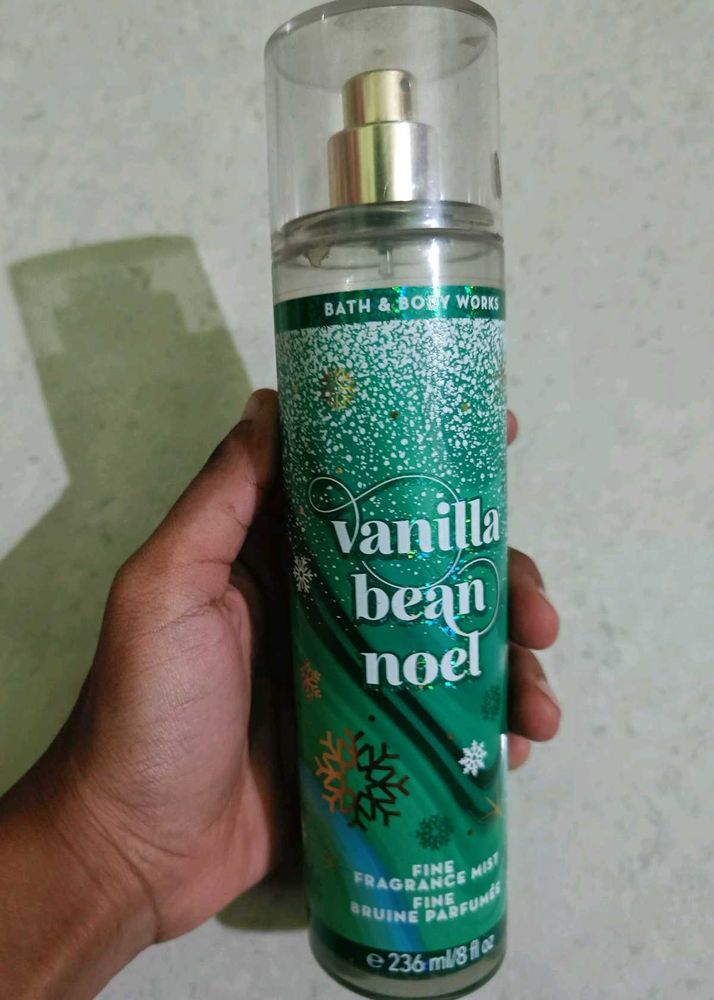 BATH & BODY WORKS
vanilla
bean
noel
FINE
FRAGRANCE MIST
FINE
BRUINE PARFUMÉE
℮ 236 ml/8 fl oz